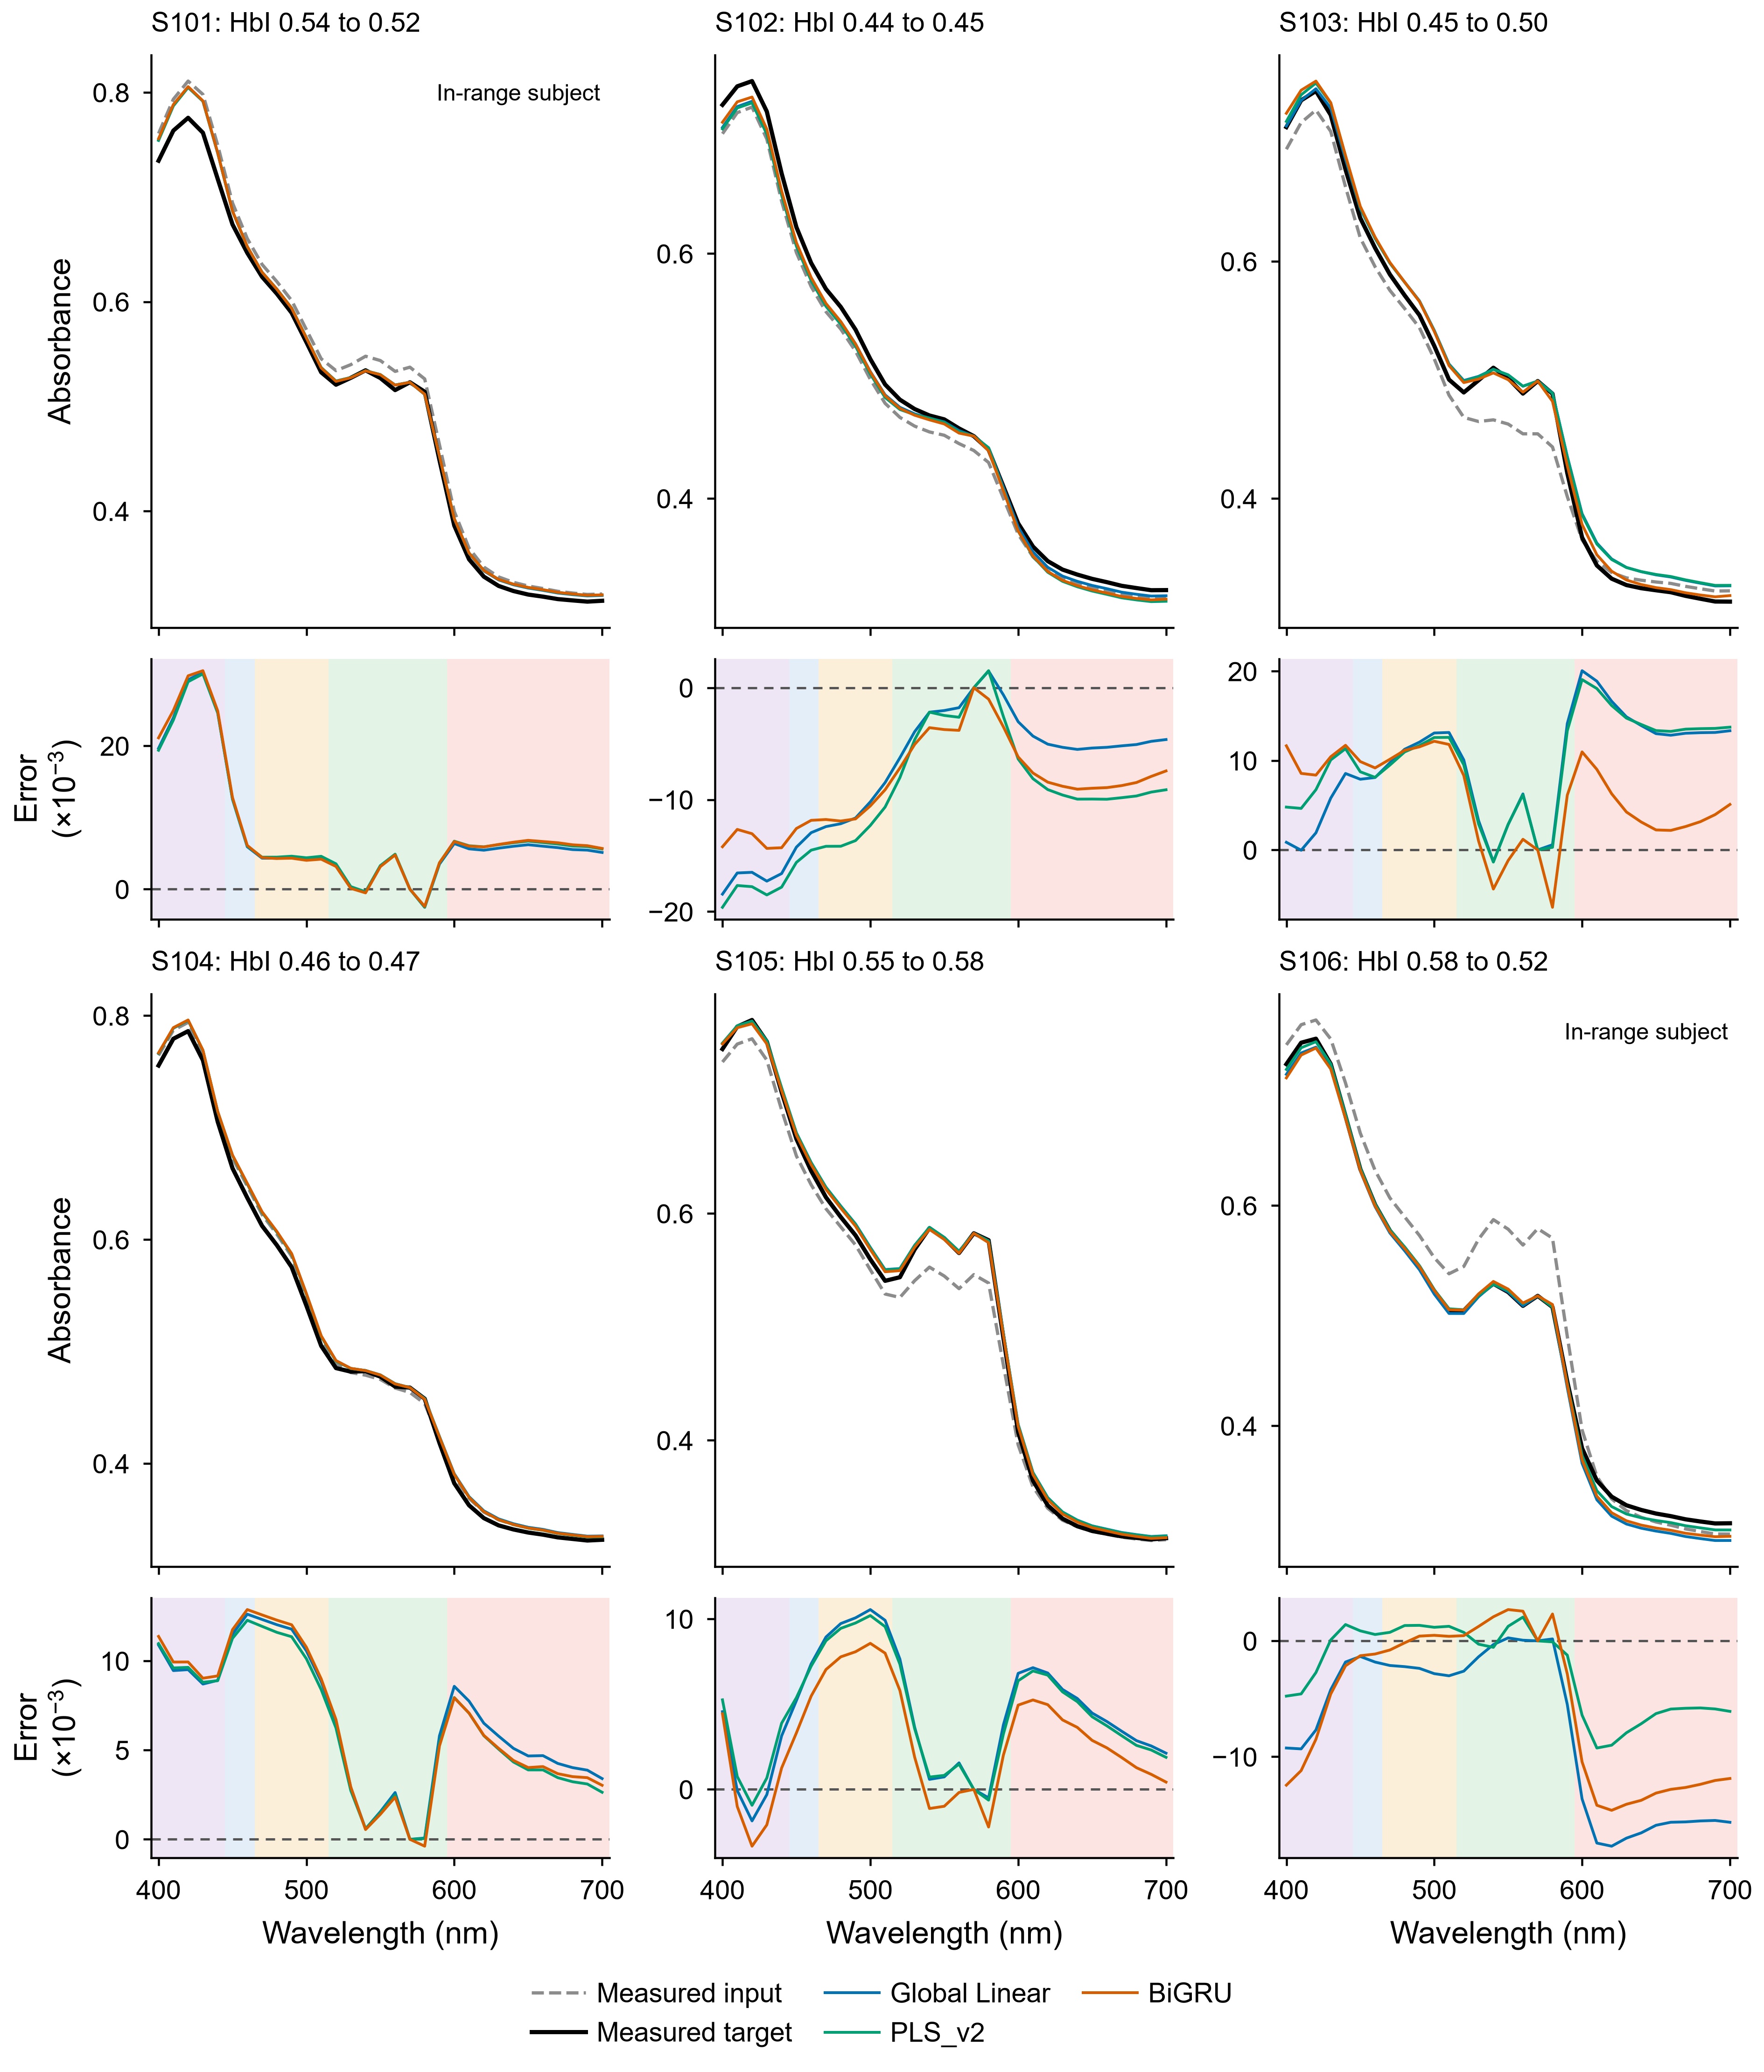 S101: HbI 0.54 to 0.52
S102: HbI 0.44 to 0.45
S103: HbI 0.45 to 0.50
In-range subject
Absorbance
0.8
0.6
0.4
0.6
0.4
0.6
0.4
Error
(×10⁻³)
20
0
0
−10
−20
20
10
0
S104: HbI 0.46 to 0.47
S105: HbI 0.55 to 0.58
S106: HbI 0.58 to 0.52
In-range subject
Absorbance
0.8
0.6
0.4
0.6
0.4
0.6
0.4
Error
(×10⁻³)
10
5
0
10
0
0
−10
400 500 600 700
400 500 600 700
400 500 600 700
Wavelength (nm)
Wavelength (nm)
Wavelength (nm)
Measured input
Global Linear
BiGRU
Measured target
PLS_v2